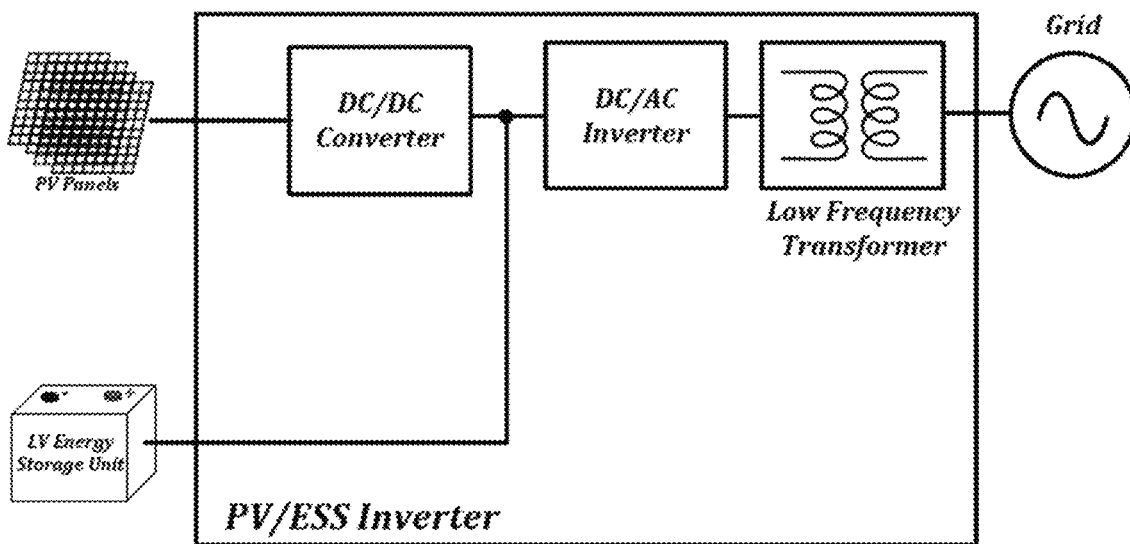 Grid
DC/DC
Converter
DC/AC
Inverter
PV Panels
Low Frequency
Transformer
- +
LV Energy
Storage Unit
PV/ESS Inverter